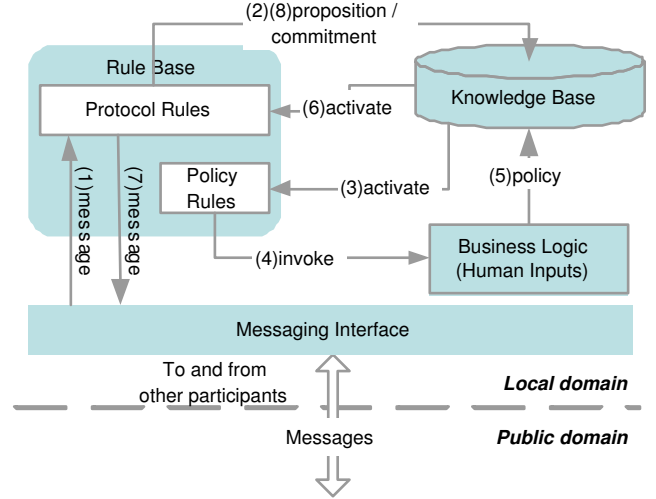 (2)(8)proposition /
commitment
Rule Base
Protocol Rules
Knowledge Base
(6)activate
(1)message
(7)message
Policy
Rules
(3)activate
(5)policy
(4)invoke
Business Logic
(Human Inputs)
Messaging Interface
To and from
other participants
Local domain
Messages
Public domain